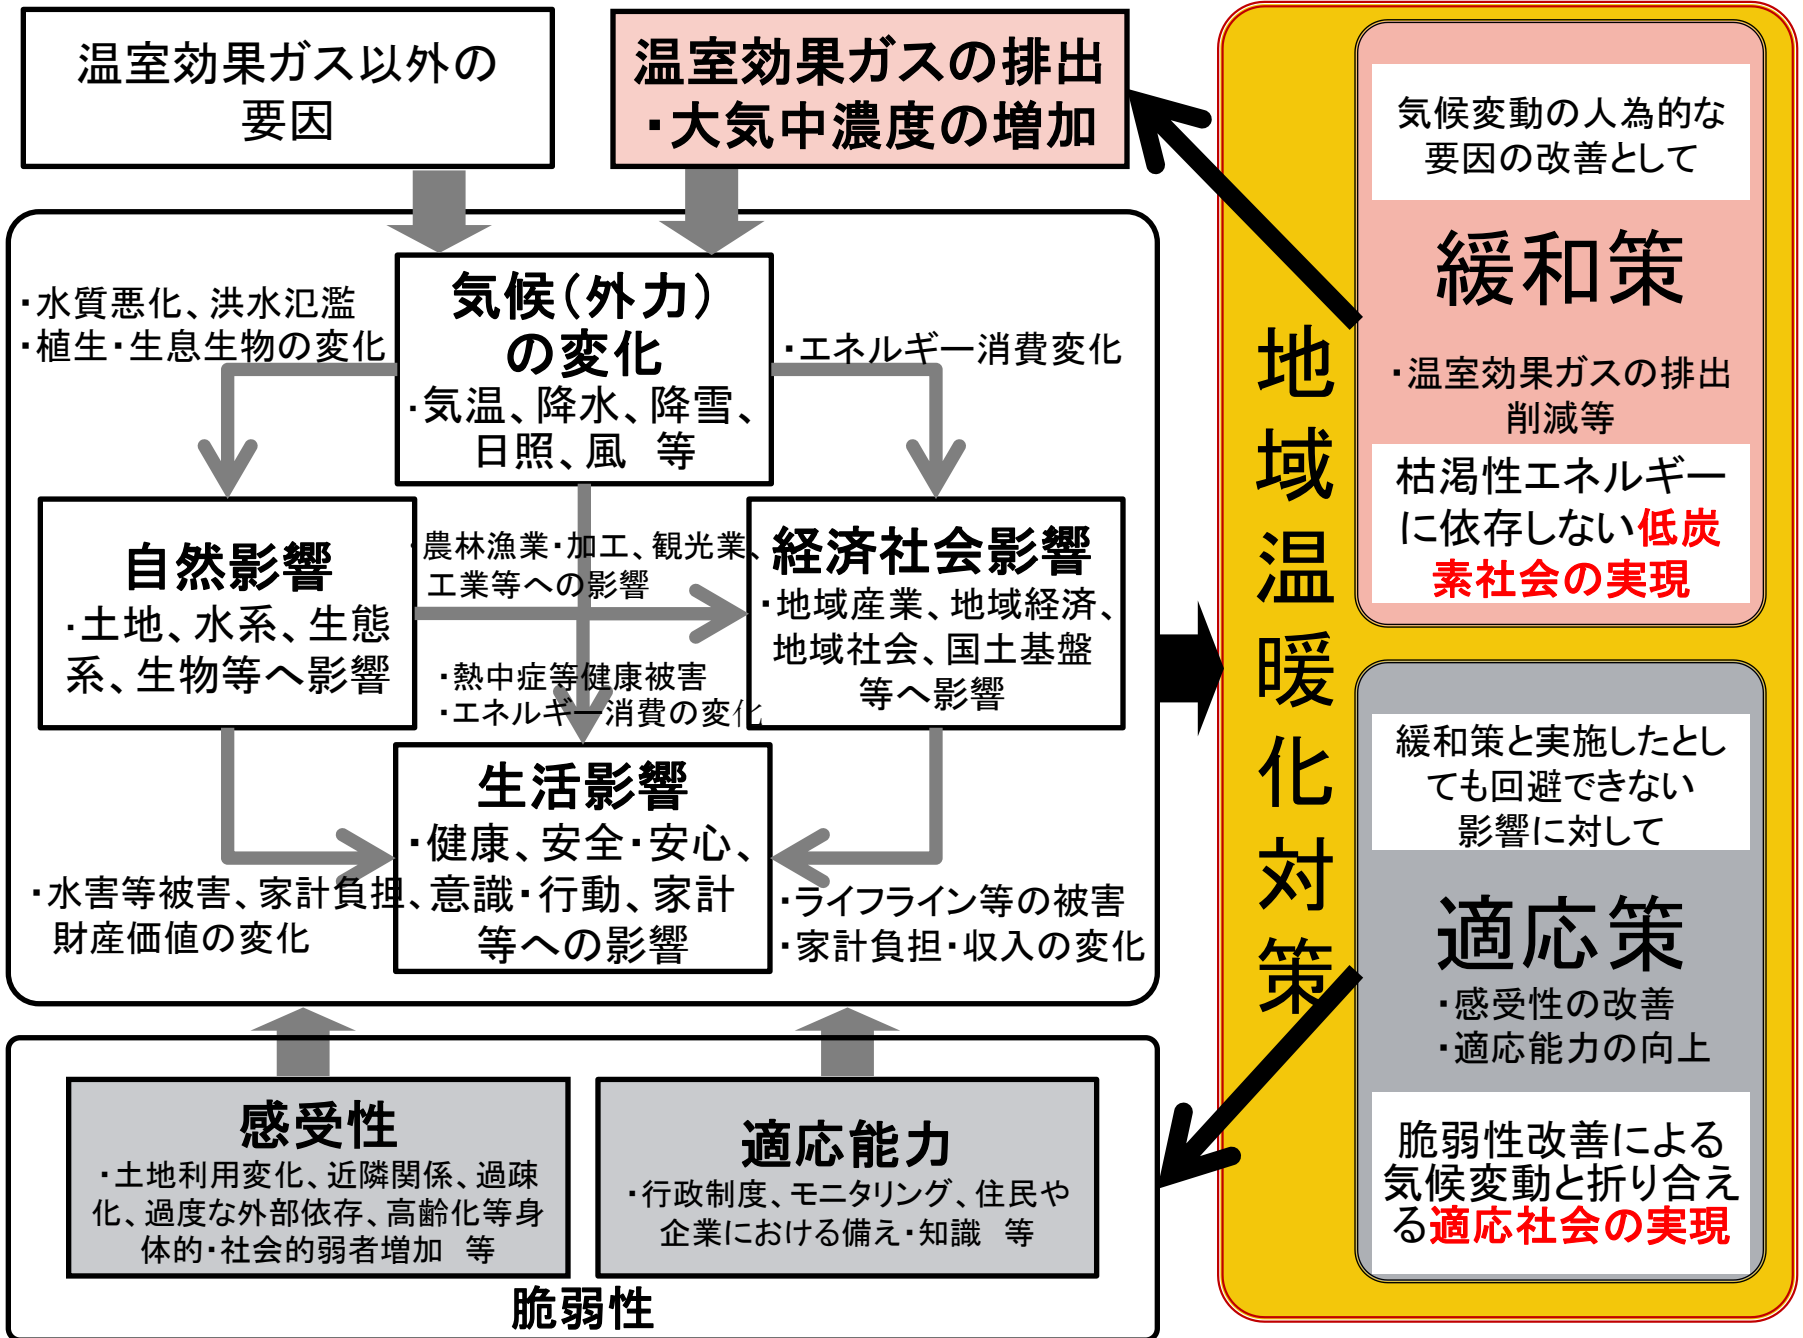 温室効果ガス以外の
要因
温室効果ガスの排出
・大気中濃度の増加
・水質悪化、洪水氾濫
・植生・生息生物の変化
気候（外力）
の変化
・気温、降水、降雪、
日照、風　等
・エネルギー消費変化
自然影響
・土地、水系、生態
系、生物等へ影響
・農林漁業・加工、観光業、
工業等への影響
経済社会影響
・地域産業、地域経済、
地域社会、国土基盤
等へ影響
・熱中症等健康被害
・エネルギー消費の変化
生活影響
・健康、安全・安心、
意識・行動、家計
等への影響
・水害等被害、家計負担、
財産価値の変化
・ライフライン等の被害
・家計負担・収入の変化
感受性
・土地利用変化、近隣関係、過疎
化、過度な外部依存、高齢化等身
体的・社会的弱者増加　等
適応能力
・行政制度、モニタリング、住民や
企業における備え・知識　等
脆弱性
地域温暖化対策
気候変動の人為的な
要因の改善として
緩和策
・温室効果ガスの排出
削減等
枯渇性エネルギー
に依存しない低炭
素社会の実現
緩和策と実施したとし
ても回避できない
影響に対して
適応策
・感受性の改善
・適応能力の向上
脆弱性改善による
気候変動と折り合え
る適応社会の実現